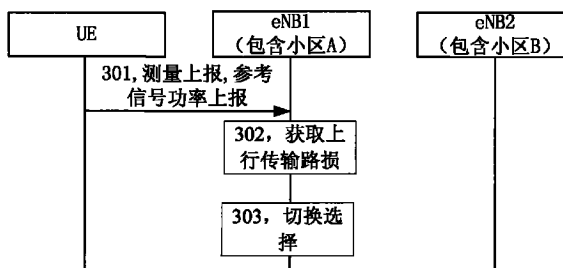 UE
eNB1
（包含小区A）
eNB2
（包含小区B）
301, 测量上报, 参考
信号功率上报
302，获取上
行传输路损
303，切换选
择